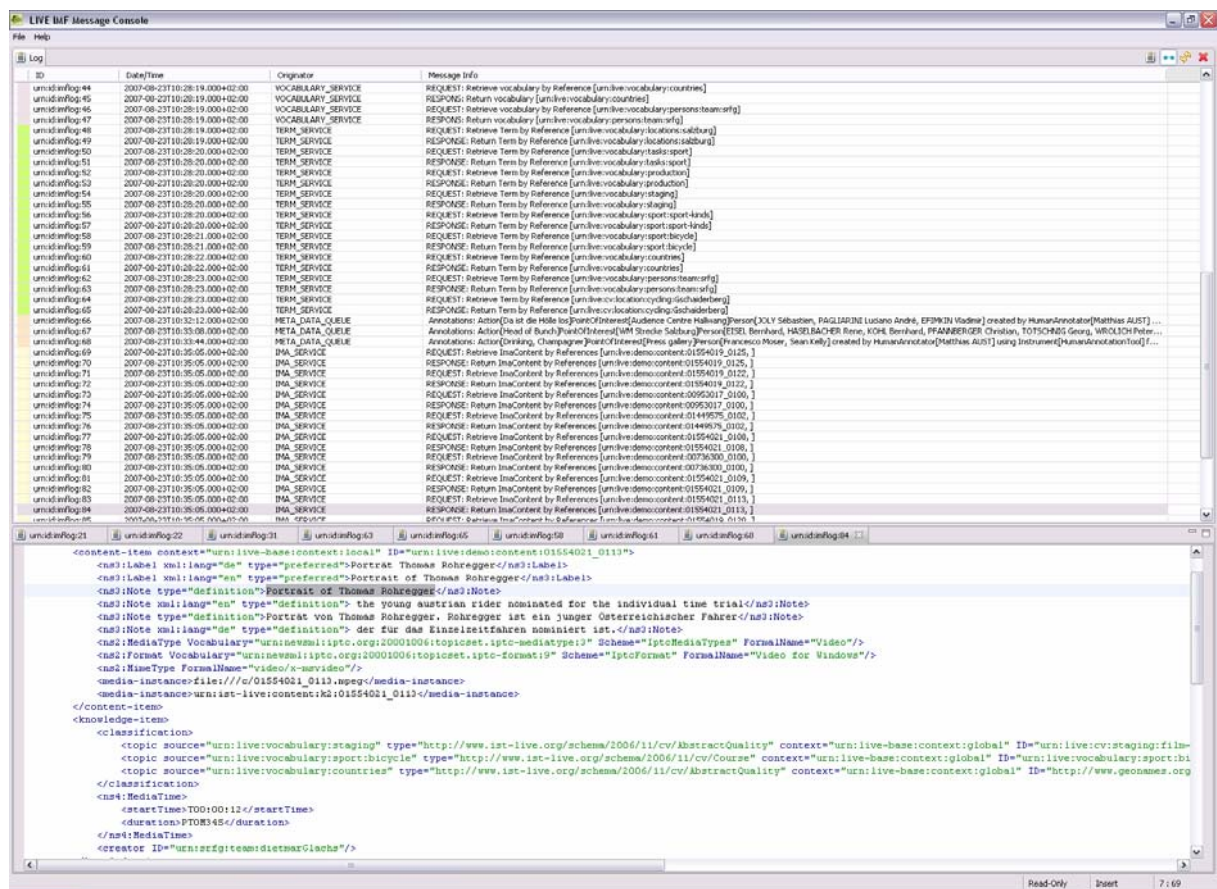 LIVE IMF Message Console
File Help
Log
ID Date/Time Originator Message Info
urn:id:imflog:44 2007-08-23T10:28:19.000+02:00 VOCABULARY_SERVICE REQUEST: Retrieve vocabulary by Reference [urn:live:vocabulary:countries]
urn:id:imflog:45 2007-08-23T10:28:19.000+02:00 VOCABULARY_SERVICE RESPONS: Return vocabulary [urn:live:vocabulary:countries]
urn:id:imflog:46 2007-08-23T10:28:19.000+02:00 VOCABULARY_SERVICE REQUEST: Retrieve vocabulary by Reference [urn:live:vocabulary:persons:team:srfg]
urn:id:imflog:47 2007-08-23T10:28:19.000+02:00 VOCABULARY_SERVICE RESPONS: Return vocabulary [urn:live:vocabulary:persons:team:srfg]
urn:id:imflog:48 2007-08-23T10:28:19.000+02:00 TERM_SERVICE REQUEST: Retrieve Term by Reference [urn:live:vocabulary:locations:salzburg]
urn:id:imflog:49 2007-08-23T10:28:19.000+02:00 TERM_SERVICE RESPONSE: Return Term by Reference [urn:live:vocabulary:locations:salzburg]
urn:id:imflog:50 2007-08-23T10:28:20.000+02:00 TERM_SERVICE REQUEST: Retrieve Term by Reference [urn:live:vocabulary:tasks:sport]
urn:id:imflog:51 2007-08-23T10:28:20.000+02:00 TERM_SERVICE RESPONSE: Return Term by Reference [urn:live:vocabulary:tasks:sport]
urn:id:imflog:52 2007-08-23T10:28:20.000+02:00 TERM_SERVICE REQUEST: Retrieve Term by Reference [urn:live:vocabulary:production]
urn:id:imflog:53 2007-08-23T10:28:20.000+02:00 TERM_SERVICE RESPONSE: Return Term by Reference [urn:live:vocabulary:production]
urn:id:imflog:54 2007-08-23T10:28:20.000+02:00 TERM_SERVICE REQUEST: Retrieve Term by Reference [urn:live:vocabulary:staging]
urn:id:imflog:55 2007-08-23T10:28:20.000+02:00 TERM_SERVICE RESPONSE: Return Term by Reference [urn:live:vocabulary:staging]
urn:id:imflog:56 2007-08-23T10:28:20.000+02:00 TERM_SERVICE REQUEST: Retrieve Term by Reference [urn:live:vocabulary:sport:sport-kinds]
urn:id:imflog:57 2007-08-23T10:28:20.000+02:00 TERM_SERVICE RESPONSE: Return Term by Reference [urn:live:vocabulary:sport:sport-kinds]
urn:id:imflog:58 2007-08-23T10:28:21.000+02:00 TERM_SERVICE REQUEST: Retrieve Term by Reference [urn:live:vocabulary:sport:bicycle]
urn:id:imflog:59 2007-08-23T10:28:21.000+02:00 TERM_SERVICE RESPONSE: Return Term by Reference [urn:live:vocabulary:sport:bicycle]
urn:id:imflog:60 2007-08-23T10:28:22.000+02:00 TERM_SERVICE REQUEST: Retrieve Term by Reference [urn:live:vocabulary:countries]
urn:id:imflog:61 2007-08-23T10:28:22.000+02:00 TERM_SERVICE RESPONSE: Return Term by Reference [urn:live:vocabulary:countries]
urn:id:imflog:62 2007-08-23T10:28:23.000+02:00 TERM_SERVICE REQUEST: Retrieve Term by Reference [urn:live:vocabulary:persons:team:srfg]
urn:id:imflog:63 2007-08-23T10:28:23.000+02:00 TERM_SERVICE RESPONSE: Return Term by Reference [urn:live:vocabulary:persons:team:srfg]
urn:id:imflog:64 2007-08-23T10:28:23.000+02:00 TERM_SERVICE REQUEST: Retrieve Term by Reference [urn:live:cv:location:cycling:Gschaiderberg]
urn:id:imflog:65 2007-08-23T10:28:23.000+02:00 TERM_SERVICE RESPONSE: Return Term by Reference [urn:live:cv:location:cycling:Gschaiderberg]
urn:id:imflog:66 2007-08-23T10:32:12.000+02:00 META_DATA_QUEUE Annotations: Action[Da ist die Hölle los]PointOfInterest[Audience Centre Hallwang]Person[JOLY Sébastien, PAGLIARINI Luciano André, EFIMKIN Vladimir] created by HumanAnnotator[Matthias AUST] ...
urn:id:imflog:67 2007-08-23T10:33:08.000+02:00 META_DATA_QUEUE Annotations: Action[Head of Bunch]PointOfInterest[WM Strecke Salzburg]Person[EISEL Bernhard, HASELBACHER Rene, KOHL Bernhard, PFANNBERGER Christian, TOTSCHNIG Georg, WROLICH Peter...
urn:id:imflog:68 2007-08-23T10:33:44.000+02:00 META_DATA_QUEUE Annotations: Action[Drinking, Champagner]PointOfInterest[Press gallery]Person[Francesco Moser, Sean Kelly] created by HumanAnnotator[Matthias AUST] using Instrument[HumanAnnotationTool] f...
urn:id:imflog:69 2007-08-23T10:35:05.000+02:00 IMA_SERVICE REQUEST: Retrieve ImaContent by References [urn:live:demo:content:01554019_0125, ]
urn:id:imflog:70 2007-08-23T10:35:05.000+02:00 IMA_SERVICE RESPONSE: Return ImaContent by References [urn:live:demo:content:01554019_0125, ]
urn:id:imflog:71 2007-08-23T10:35:05.000+02:00 IMA_SERVICE REQUEST: Retrieve ImaContent by References [urn:live:demo:content:01554019_0122, ]
urn:id:imflog:72 2007-08-23T10:35:05.000+02:00 IMA_SERVICE RESPONSE: Return ImaContent by References [urn:live:demo:content:01554019_0122, ]
urn:id:imflog:73 2007-08-23T10:35:05.000+02:00 IMA_SERVICE REQUEST: Retrieve ImaContent by References [urn:live:demo:content:00953017_0100, ]
urn:id:imflog:74 2007-08-23T10:35:05.000+02:00 IMA_SERVICE RESPONSE: Return ImaContent by References [urn:live:demo:content:00953017_0100, ]
urn:id:imflog:75 2007-08-23T10:35:05.000+02:00 IMA_SERVICE REQUEST: Retrieve ImaContent by References [urn:live:demo:content:01449575_0102, ]
urn:id:imflog:76 2007-08-23T10:35:05.000+02:00 IMA_SERVICE RESPONSE: Return ImaContent by References [urn:live:demo:content:01449575_0102, ]
urn:id:imflog:77 2007-08-23T10:35:05.000+02:00 IMA_SERVICE REQUEST: Retrieve ImaContent by References [urn:live:demo:content:01554021_0108, ]
urn:id:imflog:78 2007-08-23T10:35:05.000+02:00 IMA_SERVICE RESPONSE: Return ImaContent by References [urn:live:demo:content:01554021_0108, ]
urn:id:imflog:79 2007-08-23T10:35:05.000+02:00 IMA_SERVICE REQUEST: Retrieve ImaContent by References [urn:live:demo:content:00736300_0100, ]
urn:id:imflog:80 2007-08-23T10:35:05.000+02:00 IMA_SERVICE RESPONSE: Return ImaContent by References [urn:live:demo:content:00736300_0100, ]
urn:id:imflog:81 2007-08-23T10:35:05.000+02:00 IMA_SERVICE REQUEST: Retrieve ImaContent by References [urn:live:demo:content:01554021_0109, ]
urn:id:imflog:82 2007-08-23T10:35:05.000+02:00 IMA_SERVICE RESPONSE: Return ImaContent by References [urn:live:demo:content:01554021_0109, ]
urn:id:imflog:83 2007-08-23T10:35:05.000+02:00 IMA_SERVICE REQUEST: Retrieve ImaContent by References [urn:live:demo:content:01554021_0113, ]
urn:id:imflog:84 2007-08-23T10:35:05.000+02:00 IMA_SERVICE RESPONSE: Return ImaContent by References [urn:live:demo:content:01554021_0113, ]
urn:id:imflog:85 2007-08-23T10:35:05.000+02:00 IMA_SERVICE REQUEST: Retrieve ImaContent by References [urn:live:demo:content:01554019_0120, ]
urn:id:imflog:21 urn:id:imflog:22 urn:id:imflog:31 urn:id:imflog:63 urn:id:imflog:65 urn:id:imflog:58 urn:id:imflog:61 urn:id:imflog:60 urn:id:imflog:84
<content-item context="urn:live-base:context:local" ID="urn:live:demo:content:01554021_0113">
<ns3:Label xml:lang="de" type="preferred">Porträt Thomas Rohregger</ns3:Label>
<ns3:Label xml:lang="en" type="preferred">Portrait of Thomas Rohregger</ns3:Label>
<ns3:Note type="definition">Portrait of Thomas Rohregger</ns3:Note>
<ns3:Note xml:lang="en" type="definition"> the young austrian rider nominated for the individual time trial</ns3:Note>
<ns3:Note type="definition">Porträt von Thomas Rohregger. Rohregger ist ein junger Österreichischer Fahrer</ns3:Note>
<ns3:Note xml:lang="de" type="definition"> der für das Einzelzeitfahren nominiert ist.</ns3:Note>
<ns2:MediaType Vocabulary="urn:newsml:iptc.org:20001006:topicset.iptc-mediatype:3" Scheme="IptcMediaTypes" FormalName="Video"/>
<ns2:Format Vocabulary="urn:newsml:iptc.org:20001006:topicset.iptc-format:9" Scheme="IptcFormat" FormalName="Video for Windows"/>
<ns2:MimeType FormalName="video/x-msvideo"/>
<media-instance>file:///c/01554021_0113.mpeg</media-instance>
<media-instance>urn:ist-live:content:k2:01554021_0113</media-instance>
</content-item>
<knowledge-item>
<classification>
<topic source="urn:live:vocabulary:staging" type="http://www.ist-live.org/schema/2006/11/cv/AbstractQuality" context="urn:live-base:context:global" ID="urn:live:cv:staging:film-
<topic source="urn:live:vocabulary:sport:bicycle" type="http://www.ist-live.org/schema/2006/11/cv/Course" context="urn:live-base:context:global" ID="urn:live:vocabulary:sport:bi
<topic source="urn:live:vocabulary:countries" type="http://www.ist-live.org/schema/2006/11/cv/AbstractQuality" context="urn:live-base:context:global" ID="http://www.geonames.org
</classification>
<ns4:MediaTime>
<startTime>T00:00:12</startTime>
<duration>PT0M34S</duration>
</ns4:MediaTime>
<creator ID="urn:srfg:team:dietmarGlachs"/>
Read-Only Insert 7:69